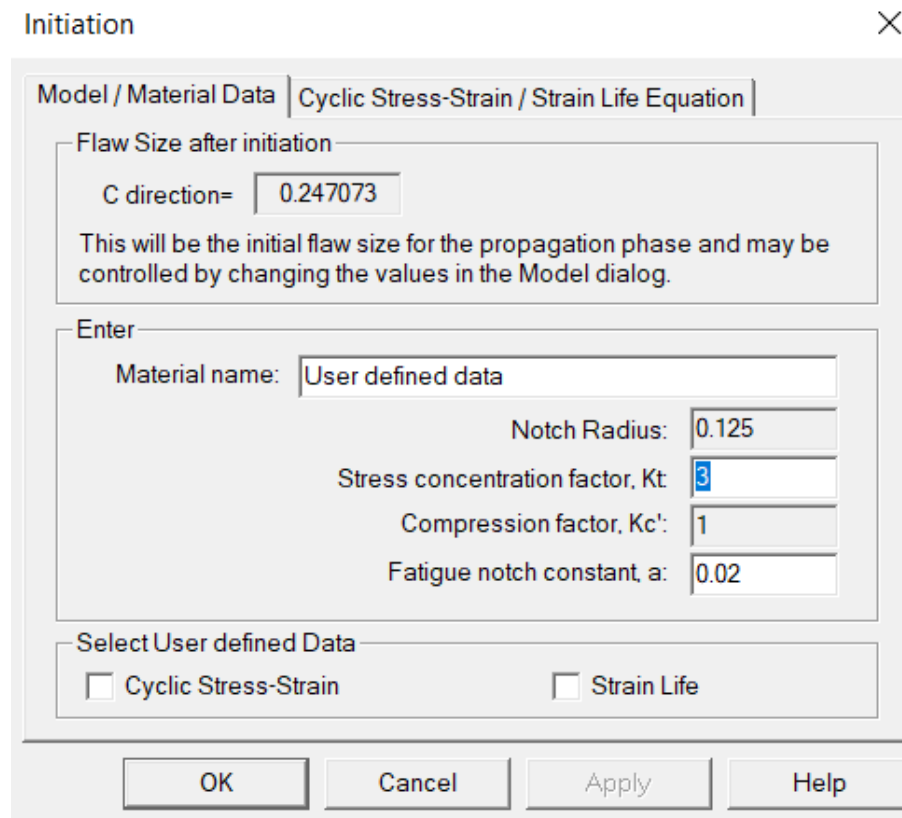 Initiation
Model / Material Data
Cyclic Stress-Strain / Strain Life Equation
Flaw Size after initiation
C direction= 0.247073
This will be the initial flaw size for the propagation phase and may be
controlled by changing the values in the Model dialog.
Enter
Material name: User defined data
Notch Radius: 0.125
Stress concentration factor, Kt: 3
Compression factor, Kc': 1
Fatigue notch constant, a: 0.02
Select User defined Data
Cyclic Stress-Strain
Strain Life
OK
Cancel
Apply
Help